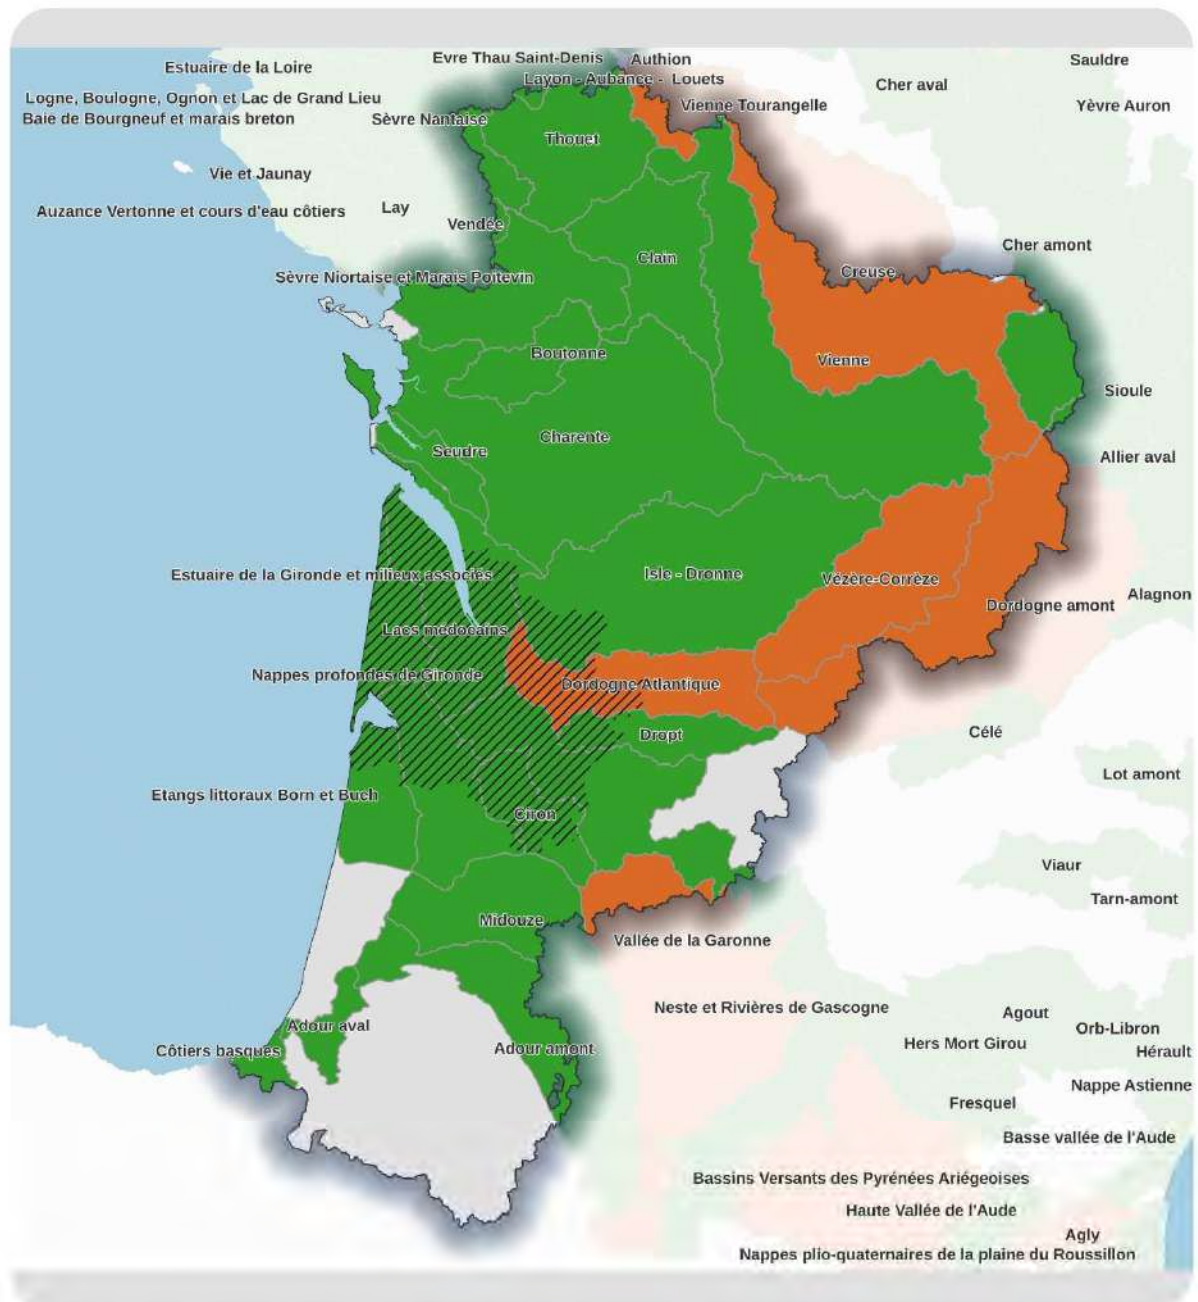 Evre Thau Saint-Denis
Authion
Sauldre
Estuaire de la Loire
Layon - Aubance - Louets
Cher aval
Logne, Boulogne, Ognon et Lac de Grand Lieu
Vienne Tourangelle
Yèvre Auron
Baie de Bourgneuf et marais breton
Sèvre Nantaise
Thouet
Vie et Jaunay
Auzance Vertonne et cours d'eau côtiers
Lay
Vendée
Cher amont
Clain
Creuse
Sèvre Niortaise et Marais Poitevin
Boutonne
Vienne
Sioule
Charente
Seudre
Allier aval
Estuaire de la Gironde et milieux associés
Isle - Dronne
Vézère-Corrèze
Alagnon
Dordogne amont
Lacs médocains
Nappes profondes de Gironde
Dordogne Atlantique
Dropt
Célé
Lot amont
Etangs littoraux Born et Buch
Ciron
Viaur
Tarn-amont
Midouze
Vallée de la Garonne
Neste et Rivières de Gascogne
Agout
Adour aval
Orb-Libron
Hers Mort Girou
Côtiers basques
Adour amont
Hérault
Nappe Astienne
Fresquel
Basse vallée de l'Aude
Bassins Versants des Pyrénées Ariégeoises
Haute Vallée de l'Aude
Agly
Nappes plio-quaternaires de la plaine du Roussillon